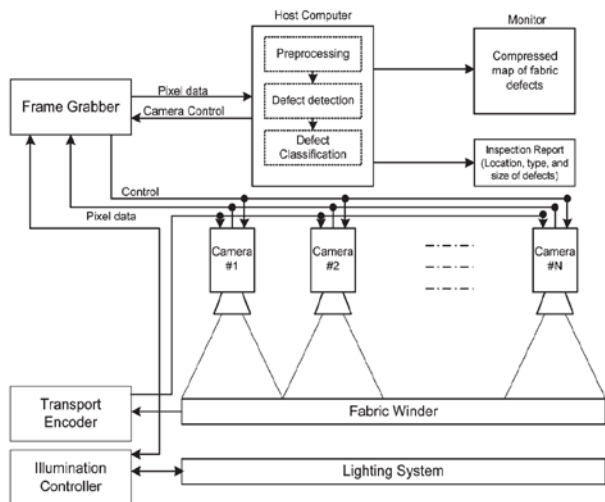 Host Computer
Monitor
Preprocessing
Compressed
map of fabric
defects
Pixel data
Frame Grabber
Defect detection
Camera Control
Defect
Classification
Inspection Report
(Location, type, and
size of defects)
Control
Pixel data
Camera
#1
Camera
#2
Camera
#N
Transport
Encoder
Fabric Winder
Illumination
Controller
Lighting System